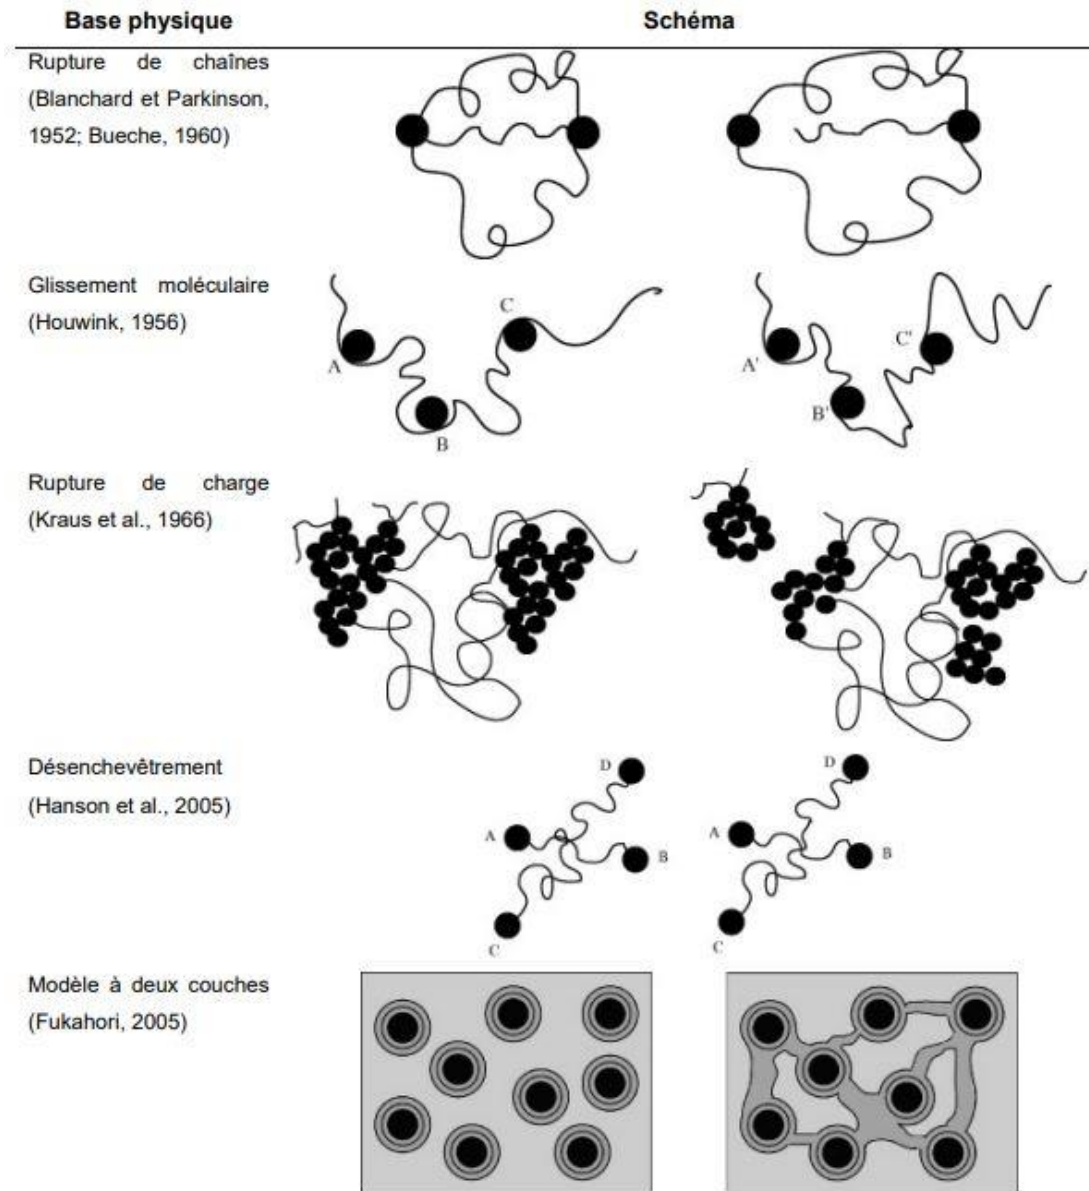 Base physique
Schéma
Rupture de chaînes
(Blanchard et Parkinson,
1952; Bueche, 1960)
Glissement moléculaire
(Houwink, 1956)
A
B
C
A'
B'
C'
Rupture de charge
(Kraus et al., 1966)
Désenchevêtrement
(Hanson et al., 2005)
D
A
B
C
D
A
B
C
Modèle à deux couches
(Fukahori, 2005)